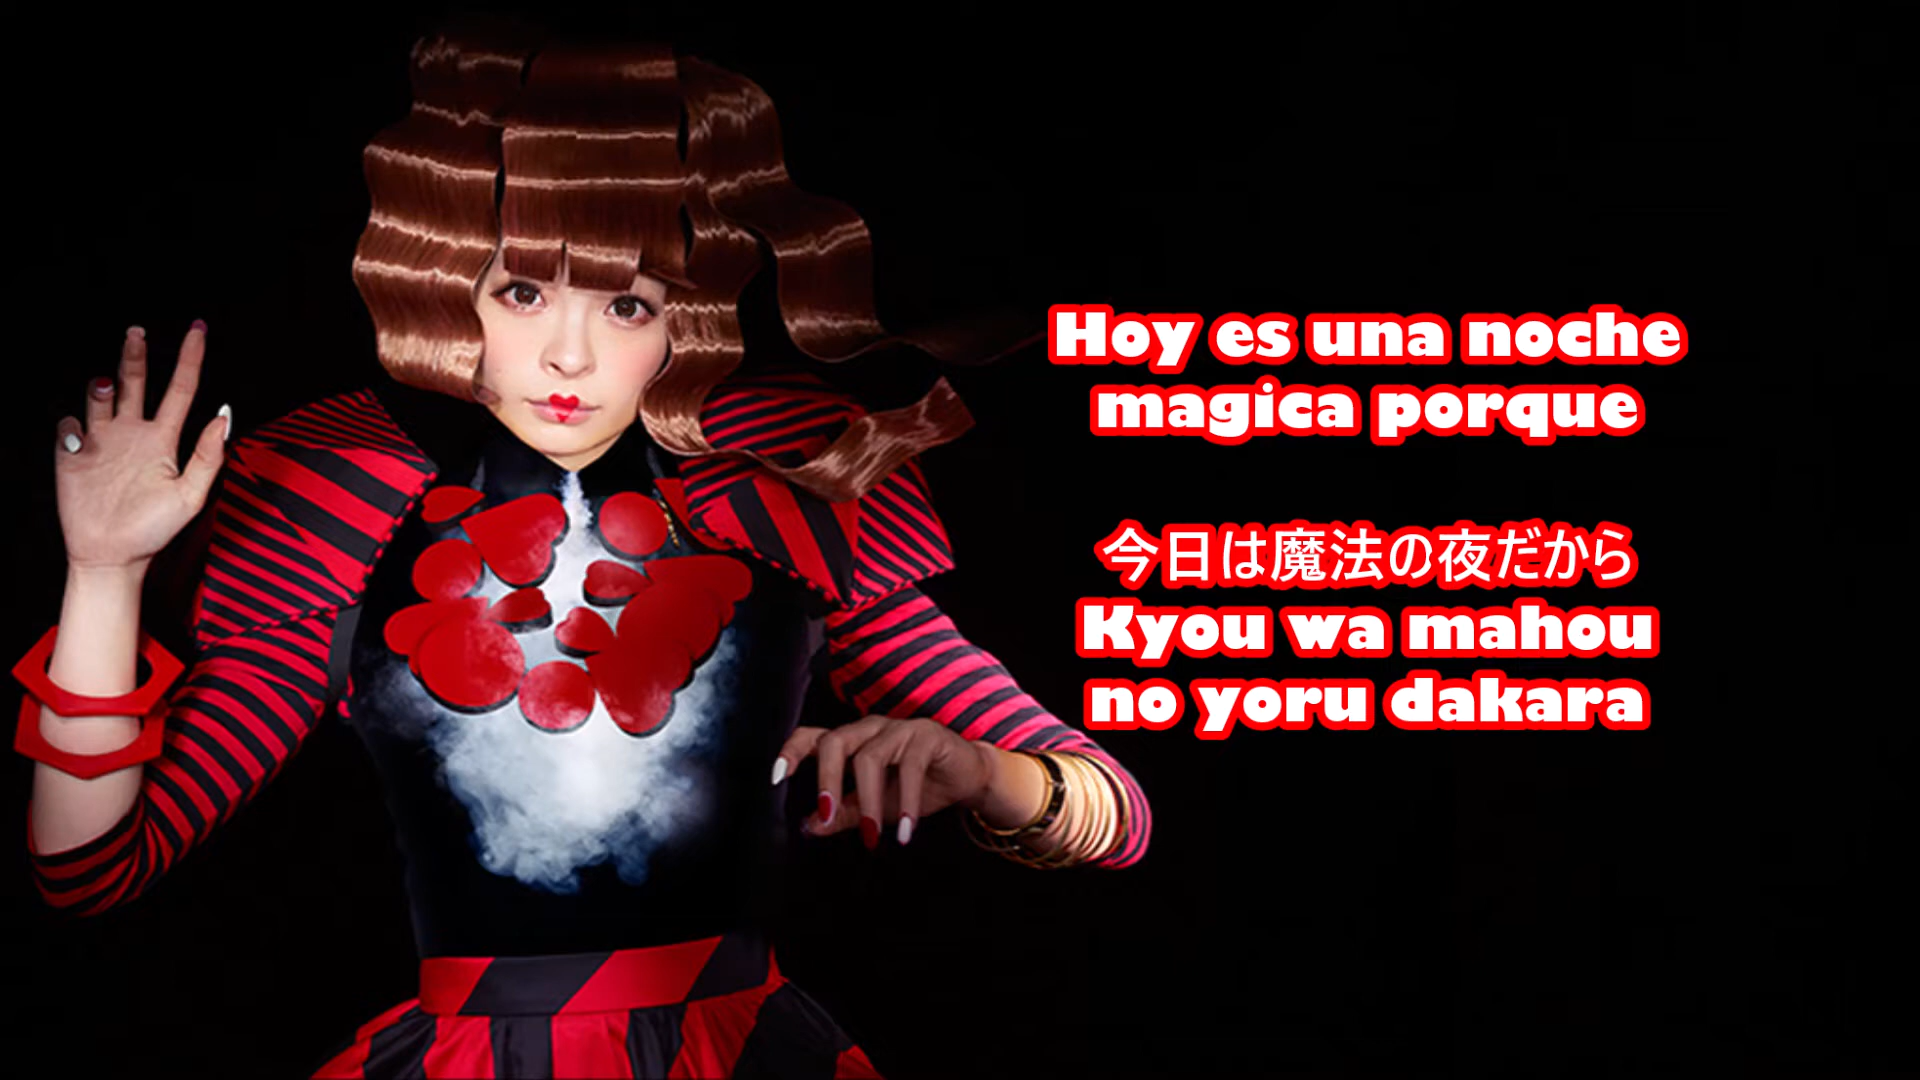 Hoy es una noche
magica porque
今日は魔法の夜だから
Kyou wa mahou
no yoru dakara